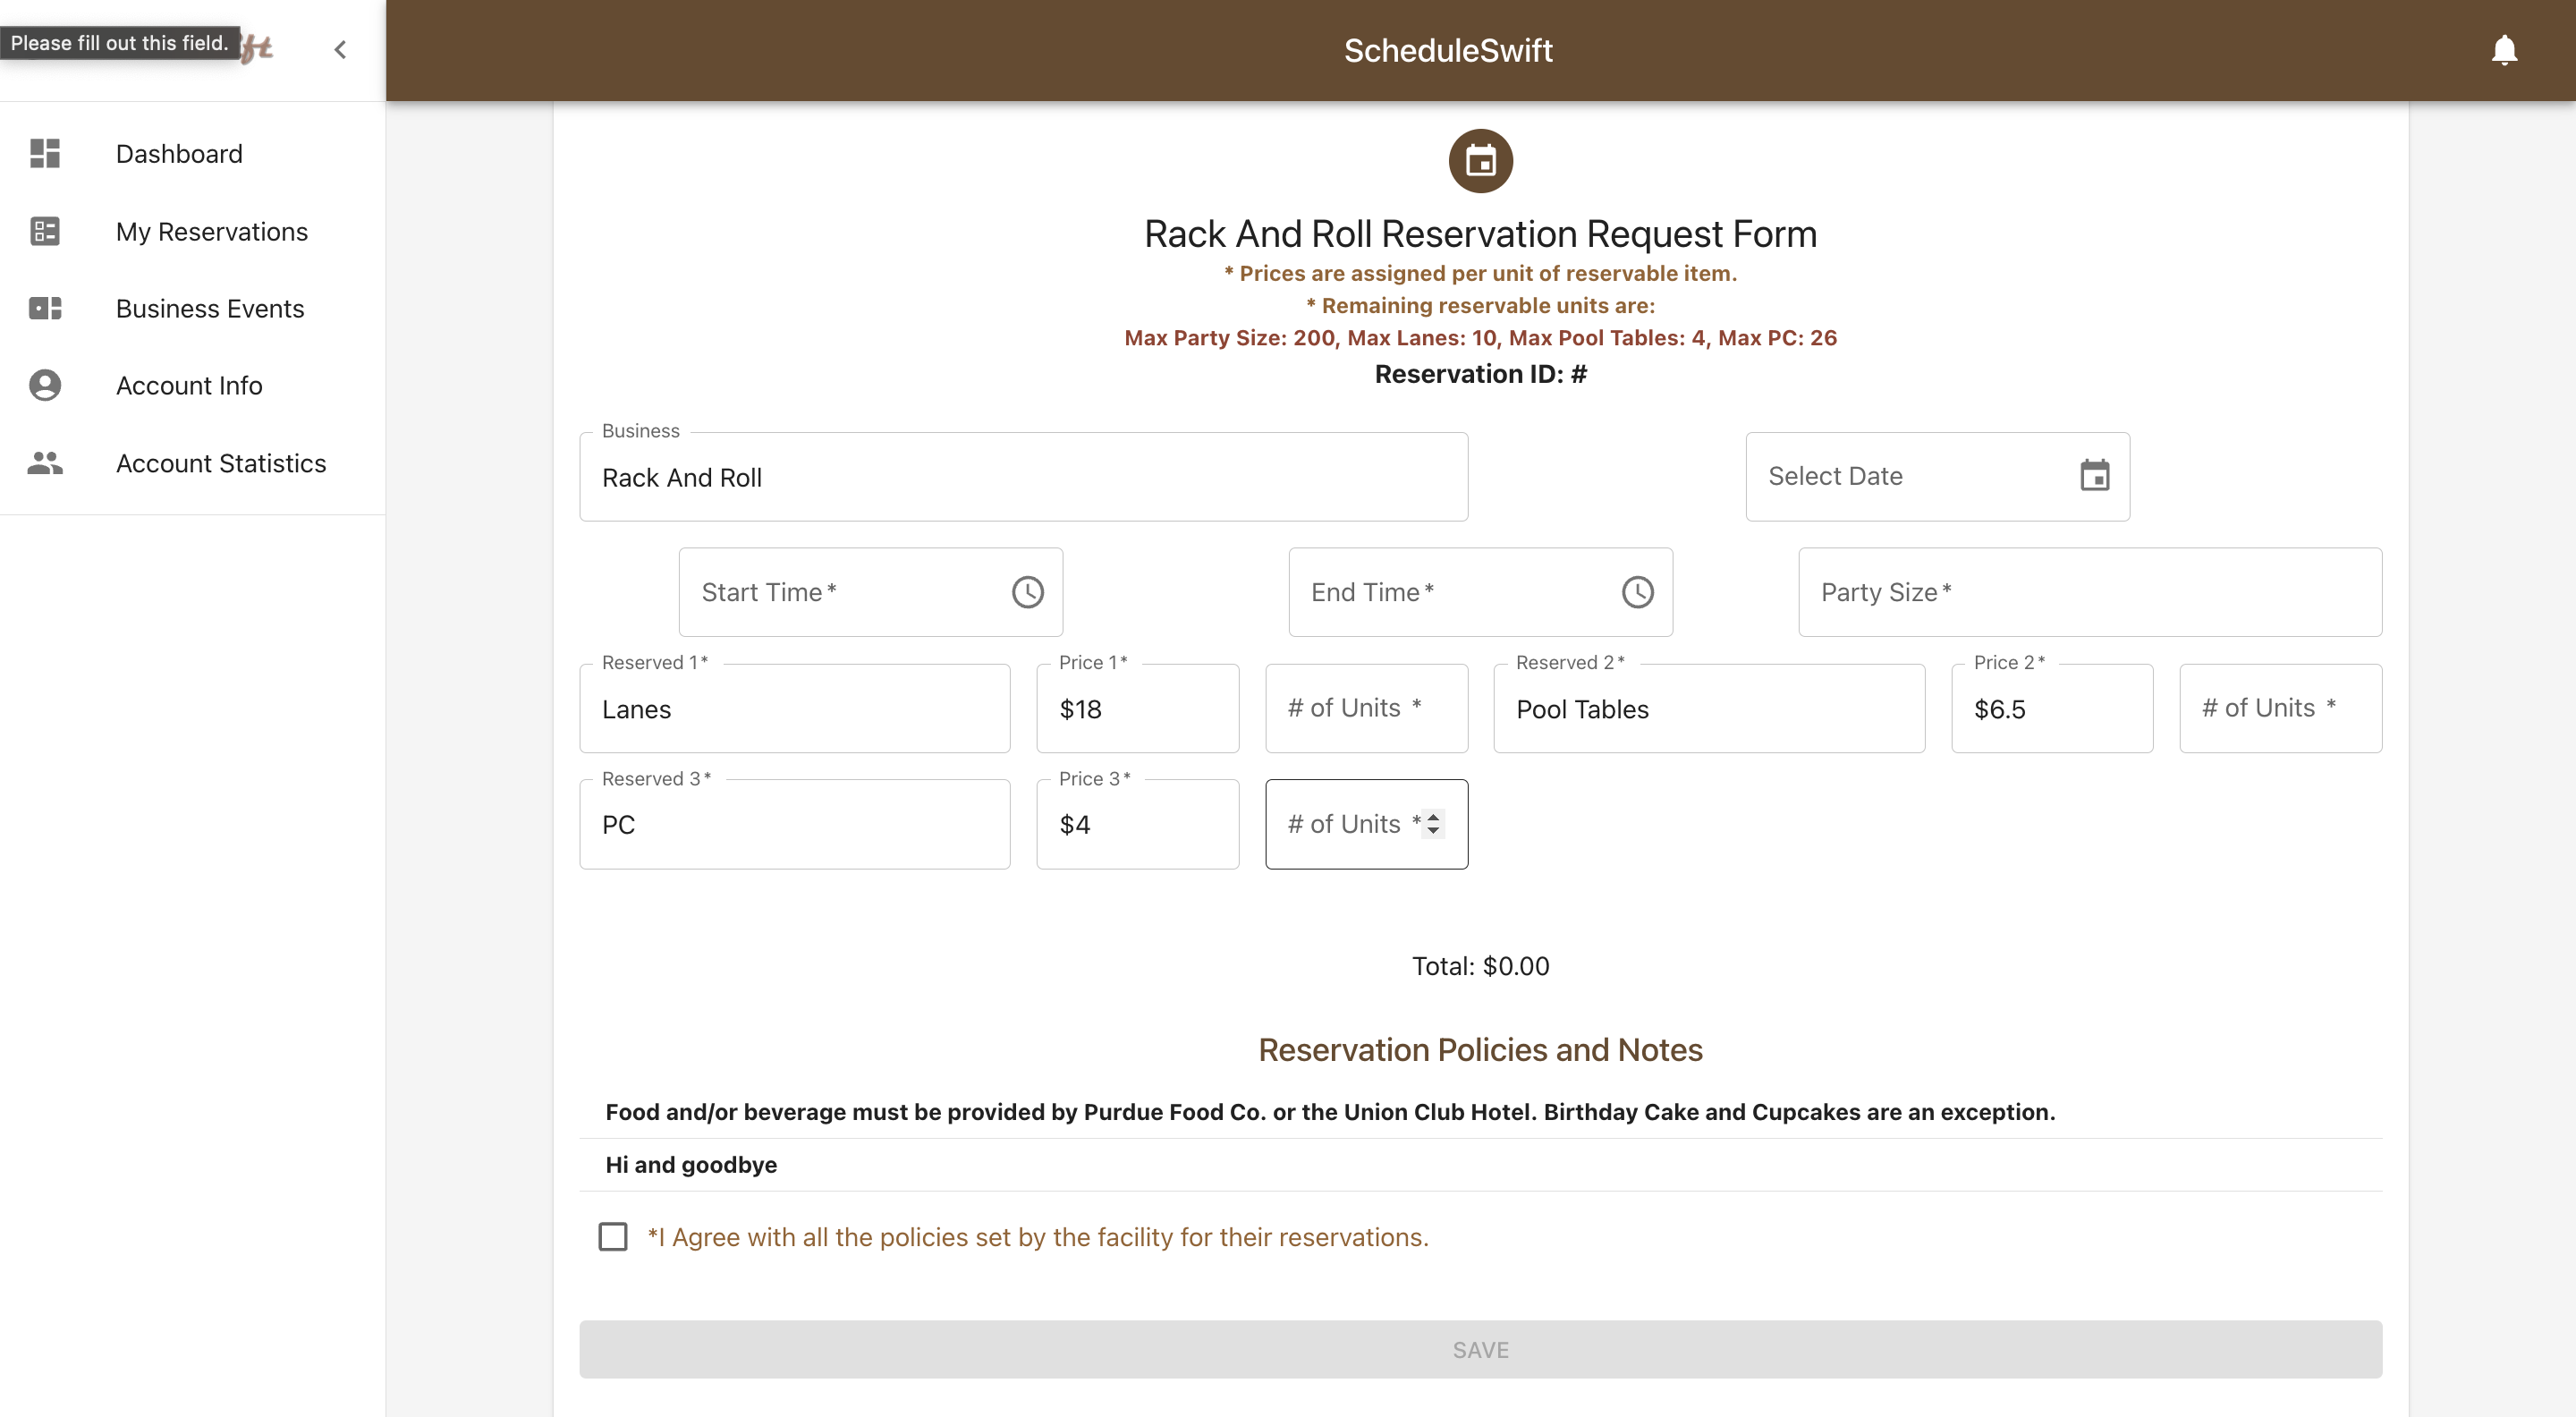 Please fill out this field.
ft
ScheduleSwift
Dashboard
My Reservations
Business Events
Account Info
Account Statistics
Rack And Roll Reservation Request Form
* Prices are assigned per unit of reservable item.
* Remaining reservable units are:
Max Party Size: 200, Max Lanes: 10, Max Pool Tables: 4, Max PC: 26
Reservation ID: #
Business
Rack And Roll
Select Date
Start Time *
End Time *
Party Size *
Reserved 1 *
Lanes
Price 1 *
$18
# of Units *
Reserved 2 *
Pool Tables
Price 2 *
$6.5
# of Units *
Reserved 3 *
PC
Price 3 *
$4
# of Units *
Total: $0.00
Reservation Policies and Notes
Food and/or beverage must be provided by Purdue Food Co. or the Union Club Hotel. Birthday Cake and Cupcakes are an exception.
Hi and goodbye
*I Agree with all the policies set by the facility for their reservations.
SAVE